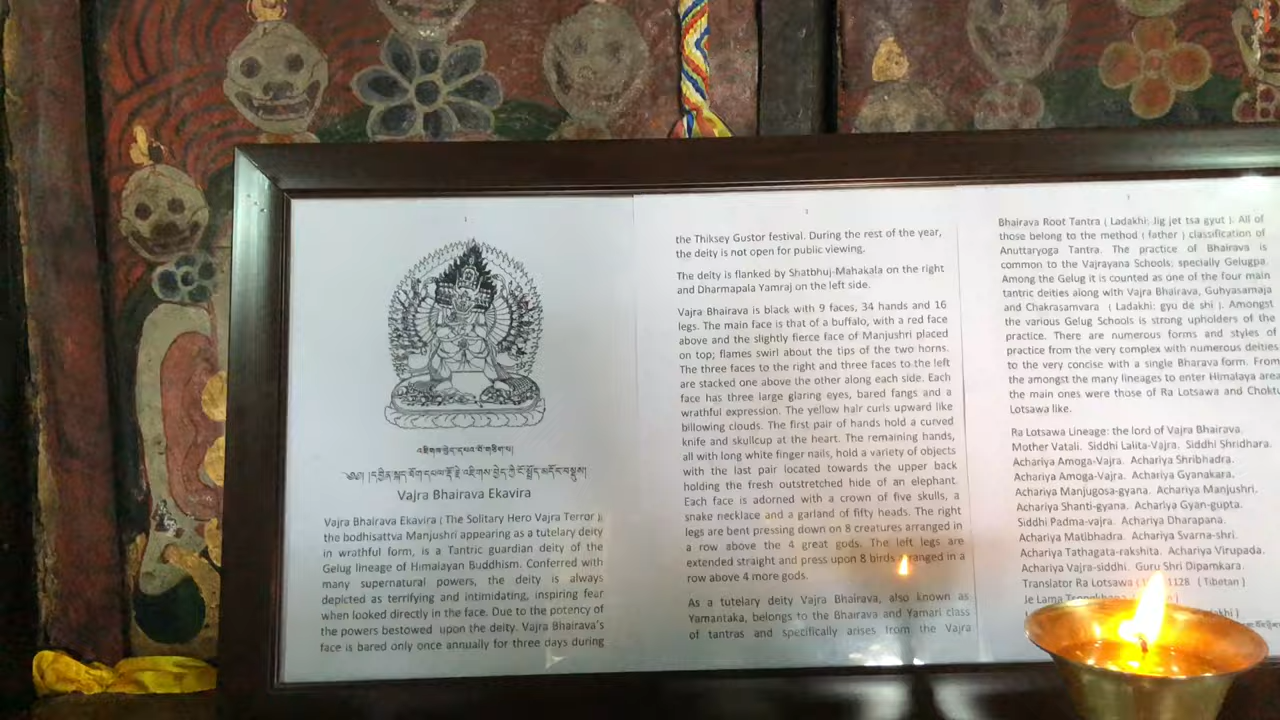 1
འཇིགས་བྱེད་དཔའ་བོ་གཅིག་པ།
Vajra Bhairava Ekavira
Vajra Bhairava Ekavira ( The Solitary Hero Vajra Terror ),
the bodhisattva Manjushri appearing as a tutelary deity
in wrathful form, is a Tantric guardian deity of the
Gelug lineage of Himalayan Buddhism. Conferred with
many supernatural powers, the deity is always
depicted as terrifying and intimidating, inspiring fear
when looked directly in the face. Due to the potency of
the powers bestowed upon the deity. Vajra Bhairava's
face is bared only once annually for three days during
2
the Thiksey Gustor festival. During the rest of the year,
the deity is not open for public viewing.
The deity is flanked by Shatbhuj-Mahakala on the right
and Dharmapala Yamraj on the left side.
Vajra Bhairava is black with 9 faces, 34 hands and 16
legs. The main face is that of a buffalo, with a red face
above and the slightly fierce face of Manjushri placed
on top; flames swirl about the tips of the two horns.
The three faces to the right and three faces to the left
are stacked one above the other along each side. Each
face has three large glaring eyes, bared fangs and a
wrathful expression. The yellow hair curls upward like
billowing clouds. The first pair of hands hold a curved
knife and skullcup at the heart. The remaining hands,
all with long white finger nails, hold a variety of objects
with the last pair located towards the upper back
holding the fresh outstretched hide of an elephant.
Each face is adorned with a crown of five skulls, a
snake necklace and a garland of fifty heads. The right
legs are bent pressing down on 8 creatures arranged in
a row above the 4 great gods. The left legs are
extended straight and press upon 8 birds arranged in a
row above 4 more gods.
As a tutelary deity Vajra Bhairava, also known as
Yamantaka, belongs to the Bhairava and Yamari class
of tantras and specifically arises from the Vajra
3
Bhairava Root Tantra ( Ladakhi: Jig jet tsa gyut ). All of
those belong to the method ( father ) classification of
Anuttaryoga Tantra. The practice of Bhairava is
common to the Vajrayana Schools, specially Gelugpa.
Among the Gelug it is counted as one of the four main
tantric deities along with Vajra Bhairava, Guhyasamaja
and Chakrasamvara ( Ladakhi: gyu de shi ). Amongst
the various Gelug Schools is strong upholders of the
practice. There are numerous forms and styles of
practice from the very complex with numerous deities
to the very concise with a single Bharava form. From
the amongst the many lineages to enter Himalaya area
the main ones were those of Ra Lotsawa and
Lotsawa like.
Ra Lotsawa Lineage: the lord of Vajra Bhairava,
Mother Vatali. Siddhi Lalita-Vajra. Siddhi Shridhara.
Achariya Amoga-Vajra. Achariya Shribhadra.
Achariya Amoga-Vajra. Achariya Gyanakara.
Achariya Manjugosa-gyana. Achariya Manjushri.
Achariya Shanti-gyana. Achariya Gyan-gupta.
Siddhi Padma-vajra. Achariya Dharapana.
Achariya Matibhadra. Achariya Svarna-shri.
Achariya Tathagata-rakshita. Achariya Virupada.
Achariya Vajra-siddhi. Guru Shri Dipamkara.
Translator Ra Lotsawa 1128 ( Tibetan )
Je Lama